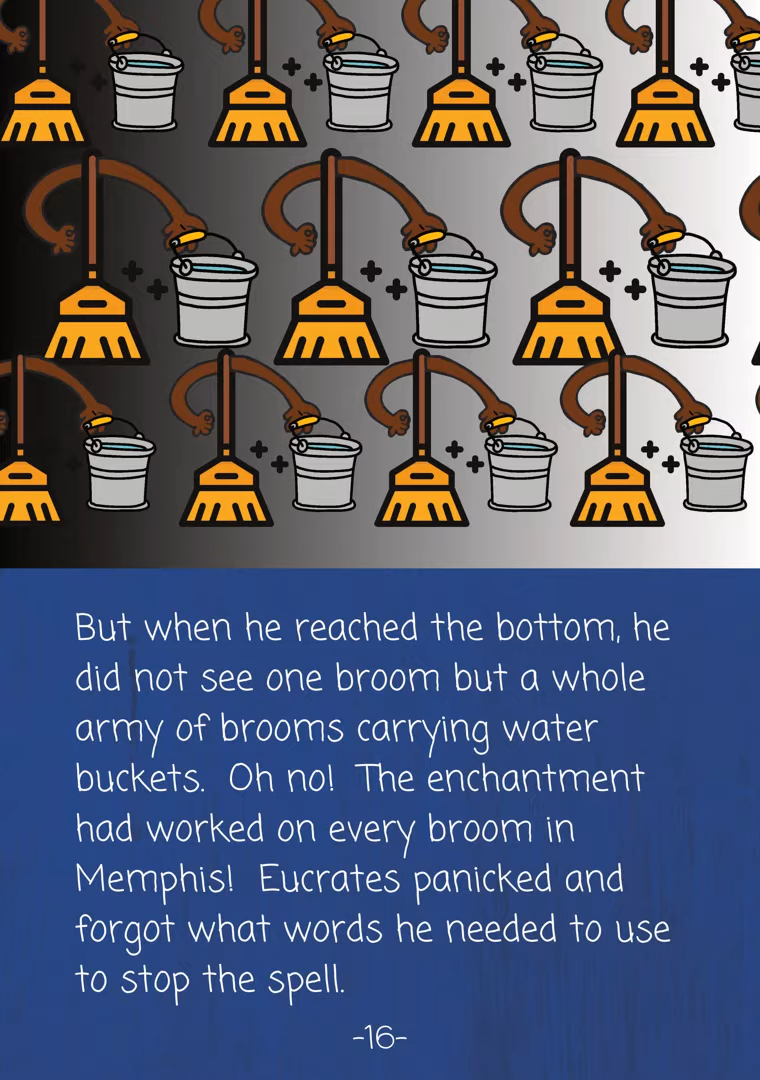 But when he reached the bottom, he
did not see one broom but a whole
army of brooms carrying water
buckets.  Oh no!  The enchantment
had worked on every broom in
Memphis!  Eucrates panicked and
forgot what words he needed to use
to stop the spell.
-16-